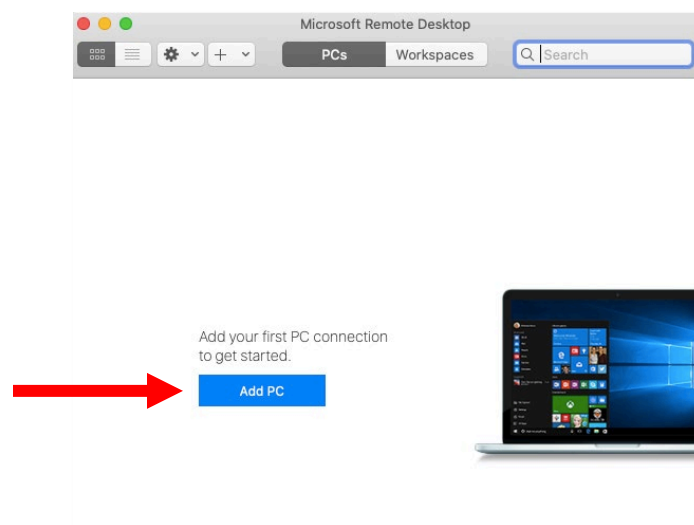 Microsoft Remote Desktop
PCs Workspaces Search
Add your first PC connection
to get started.
Add PC